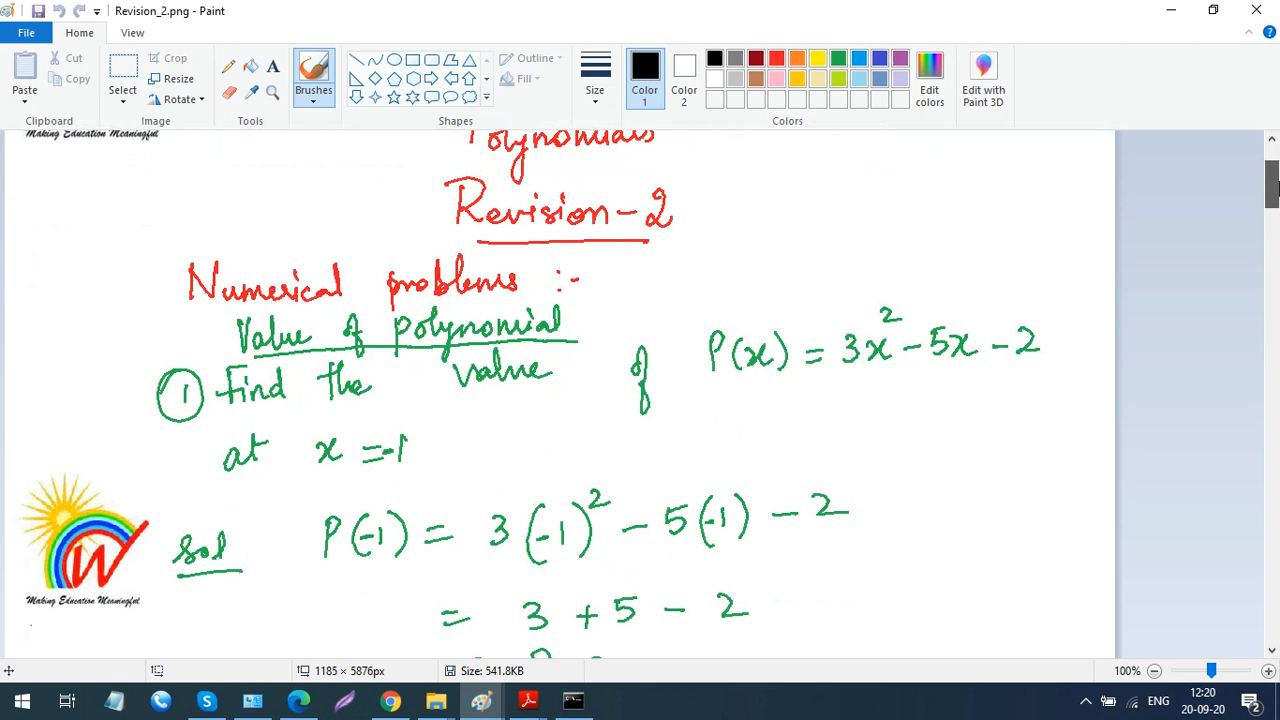 Revision_2.png - Paint
File Home View
Paste Cut Copy Clipboard
Select Crop Resize Rotate Image
Tools
Brushes
Shapes Outline Fill
Size
Color 1 Color 2 Edit colors Edit with Paint 3D Colors
Making Education Meaningful
Polynomials
Revision-2
Numerical problems :-
Value of polynomial
① Find the value of P(x) = 3x² - 5x - 2
at x = -1
Sol P(-1) = 3(-1)² - 5(-1) - 2
= 3 + 5 - 2
W
Making Education Meaningful
1185 × 5876px Size: 541.8KB 100%
ENG 12:20
20-09-20 2